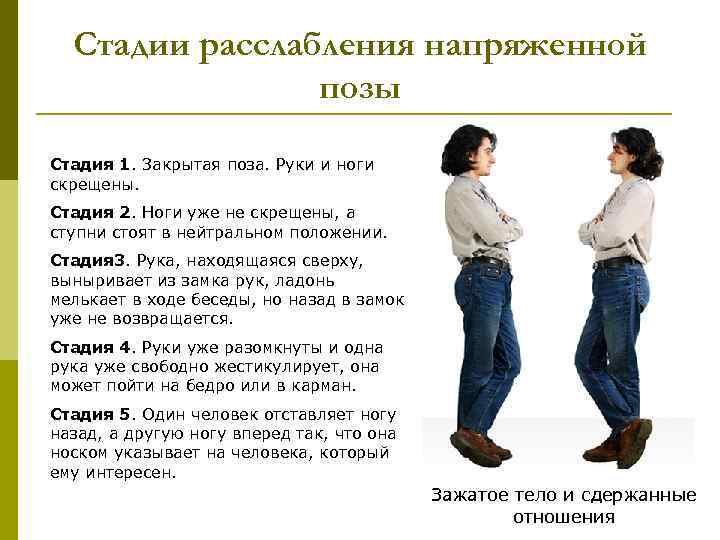 Стадии расслабления напряженной
позы
Стадия 1. Закрытая поза. Руки и ноги
скрещены.
Стадия 2. Ноги уже не скрещены, а
ступни стоят в нейтральном положении.
Стадия3. Рука, находящаяся сверху,
выныривает из замка рук, ладонь
мелькает в ходе беседы, но назад в замок
уже не возвращается.
Стадия 4. Руки уже разомкнуты и одна
рука уже свободно жестикулирует, она
может пойти на бедро или в карман.
Стадия 5. Один человек отставляет ногу
назад, а другую ногу вперед так, что она
носком указывает на человека, который
ему интересен.
Зажатое тело и сдержанные
отношения